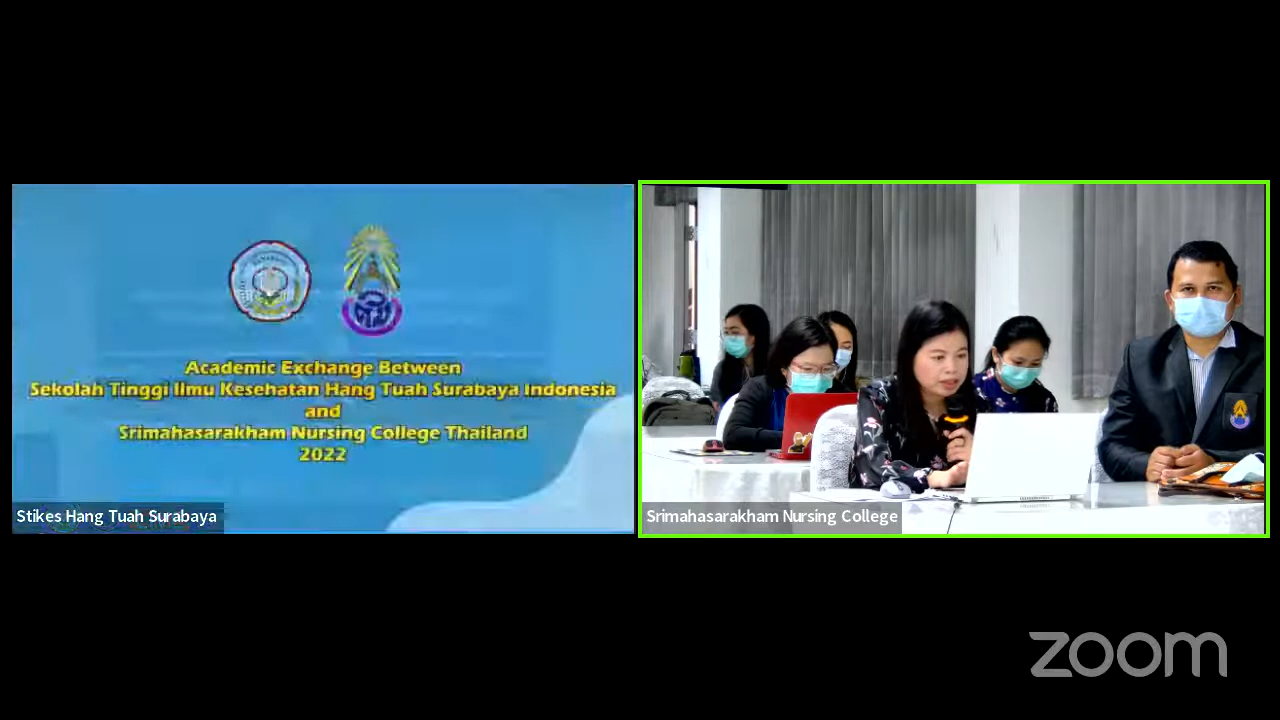 Academic Exchange Between
Sekolah Tinggi Ilmu Kesehatan Hang Tuah Surabaya Indonesia
and
Srimahasarakham Nursing College Thailand
2022
Stikes Hang Tuah Surabaya
Srimahasarakham Nursing College
zoom